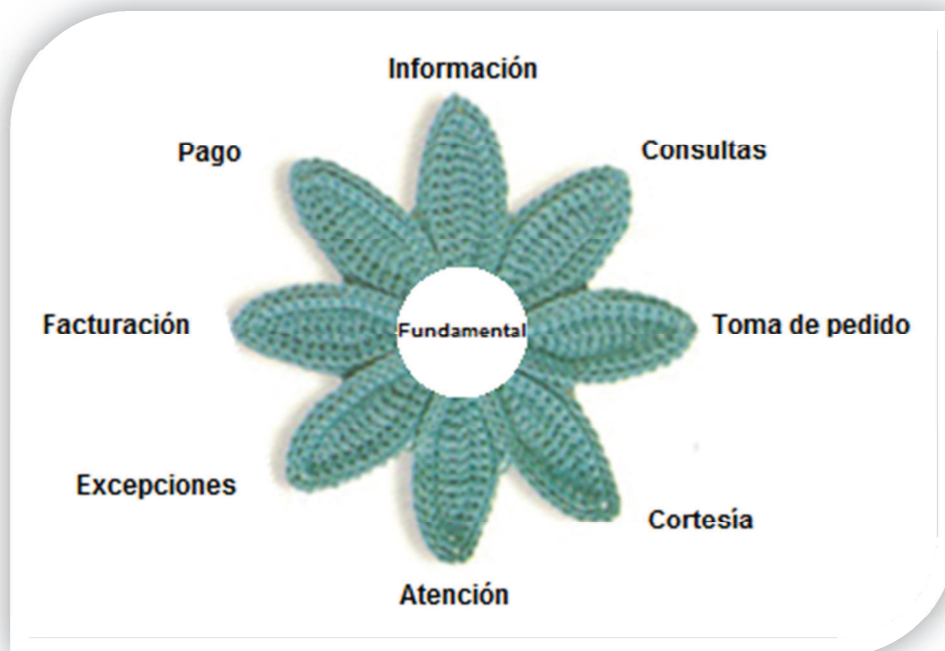 Información
Pago
Consultas
Facturación
Fundamental
Toma de pedido
Excepciones
Cortesía
Atención